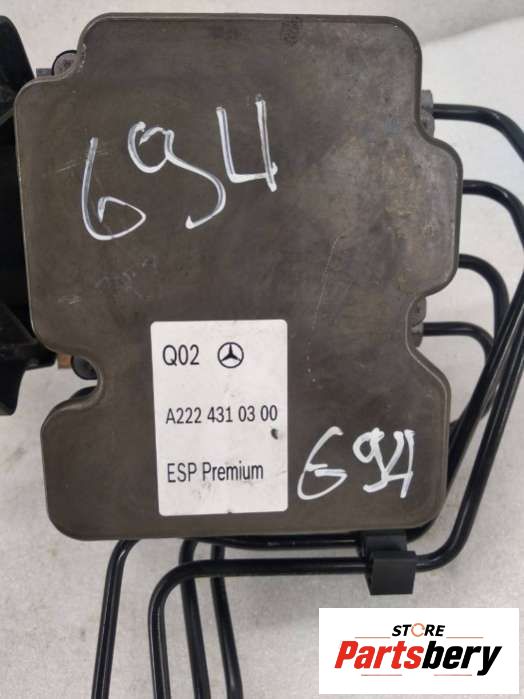 694
Q02
A222 431 03 00
ESP Premium
694
STORE
Partsbery